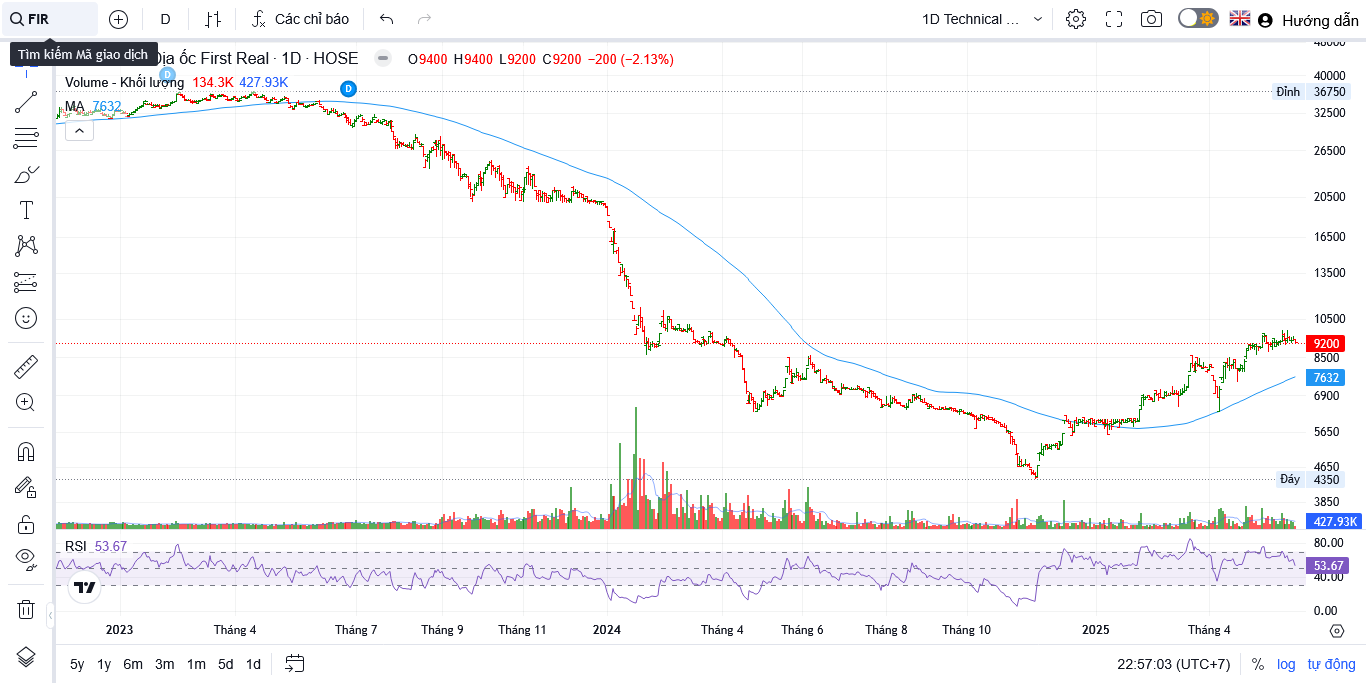 FIR
D
Các chỉ báo
1D Technical ...
Hướng dẫn
Tìm kiếm Mã giao dịch
Địa ốc First Real · 1D · HOSE
O9400 H9400 L9200 C9200 −200 (−2.13%)
Volume - Khối lượng 134.3K 427.93K
MA 7632
D
D
48000
40000
Đỉnh 36750
32500
26500
20500
16500
13500
10500
9200
8500
7632
6900
5650
4650
Đáy 4350
3850
427.93K
RSI 53.67
80.00
53.67
40.00
0.00
2023 Tháng 4 Tháng 7 Tháng 9 Tháng 11 2024 Tháng 4 Tháng 6 Tháng 8 Tháng 10 2025 Tháng 4
5y 1y 6m 3m 1m 5d 1d
22:57:03 (UTC+7) % log tự động